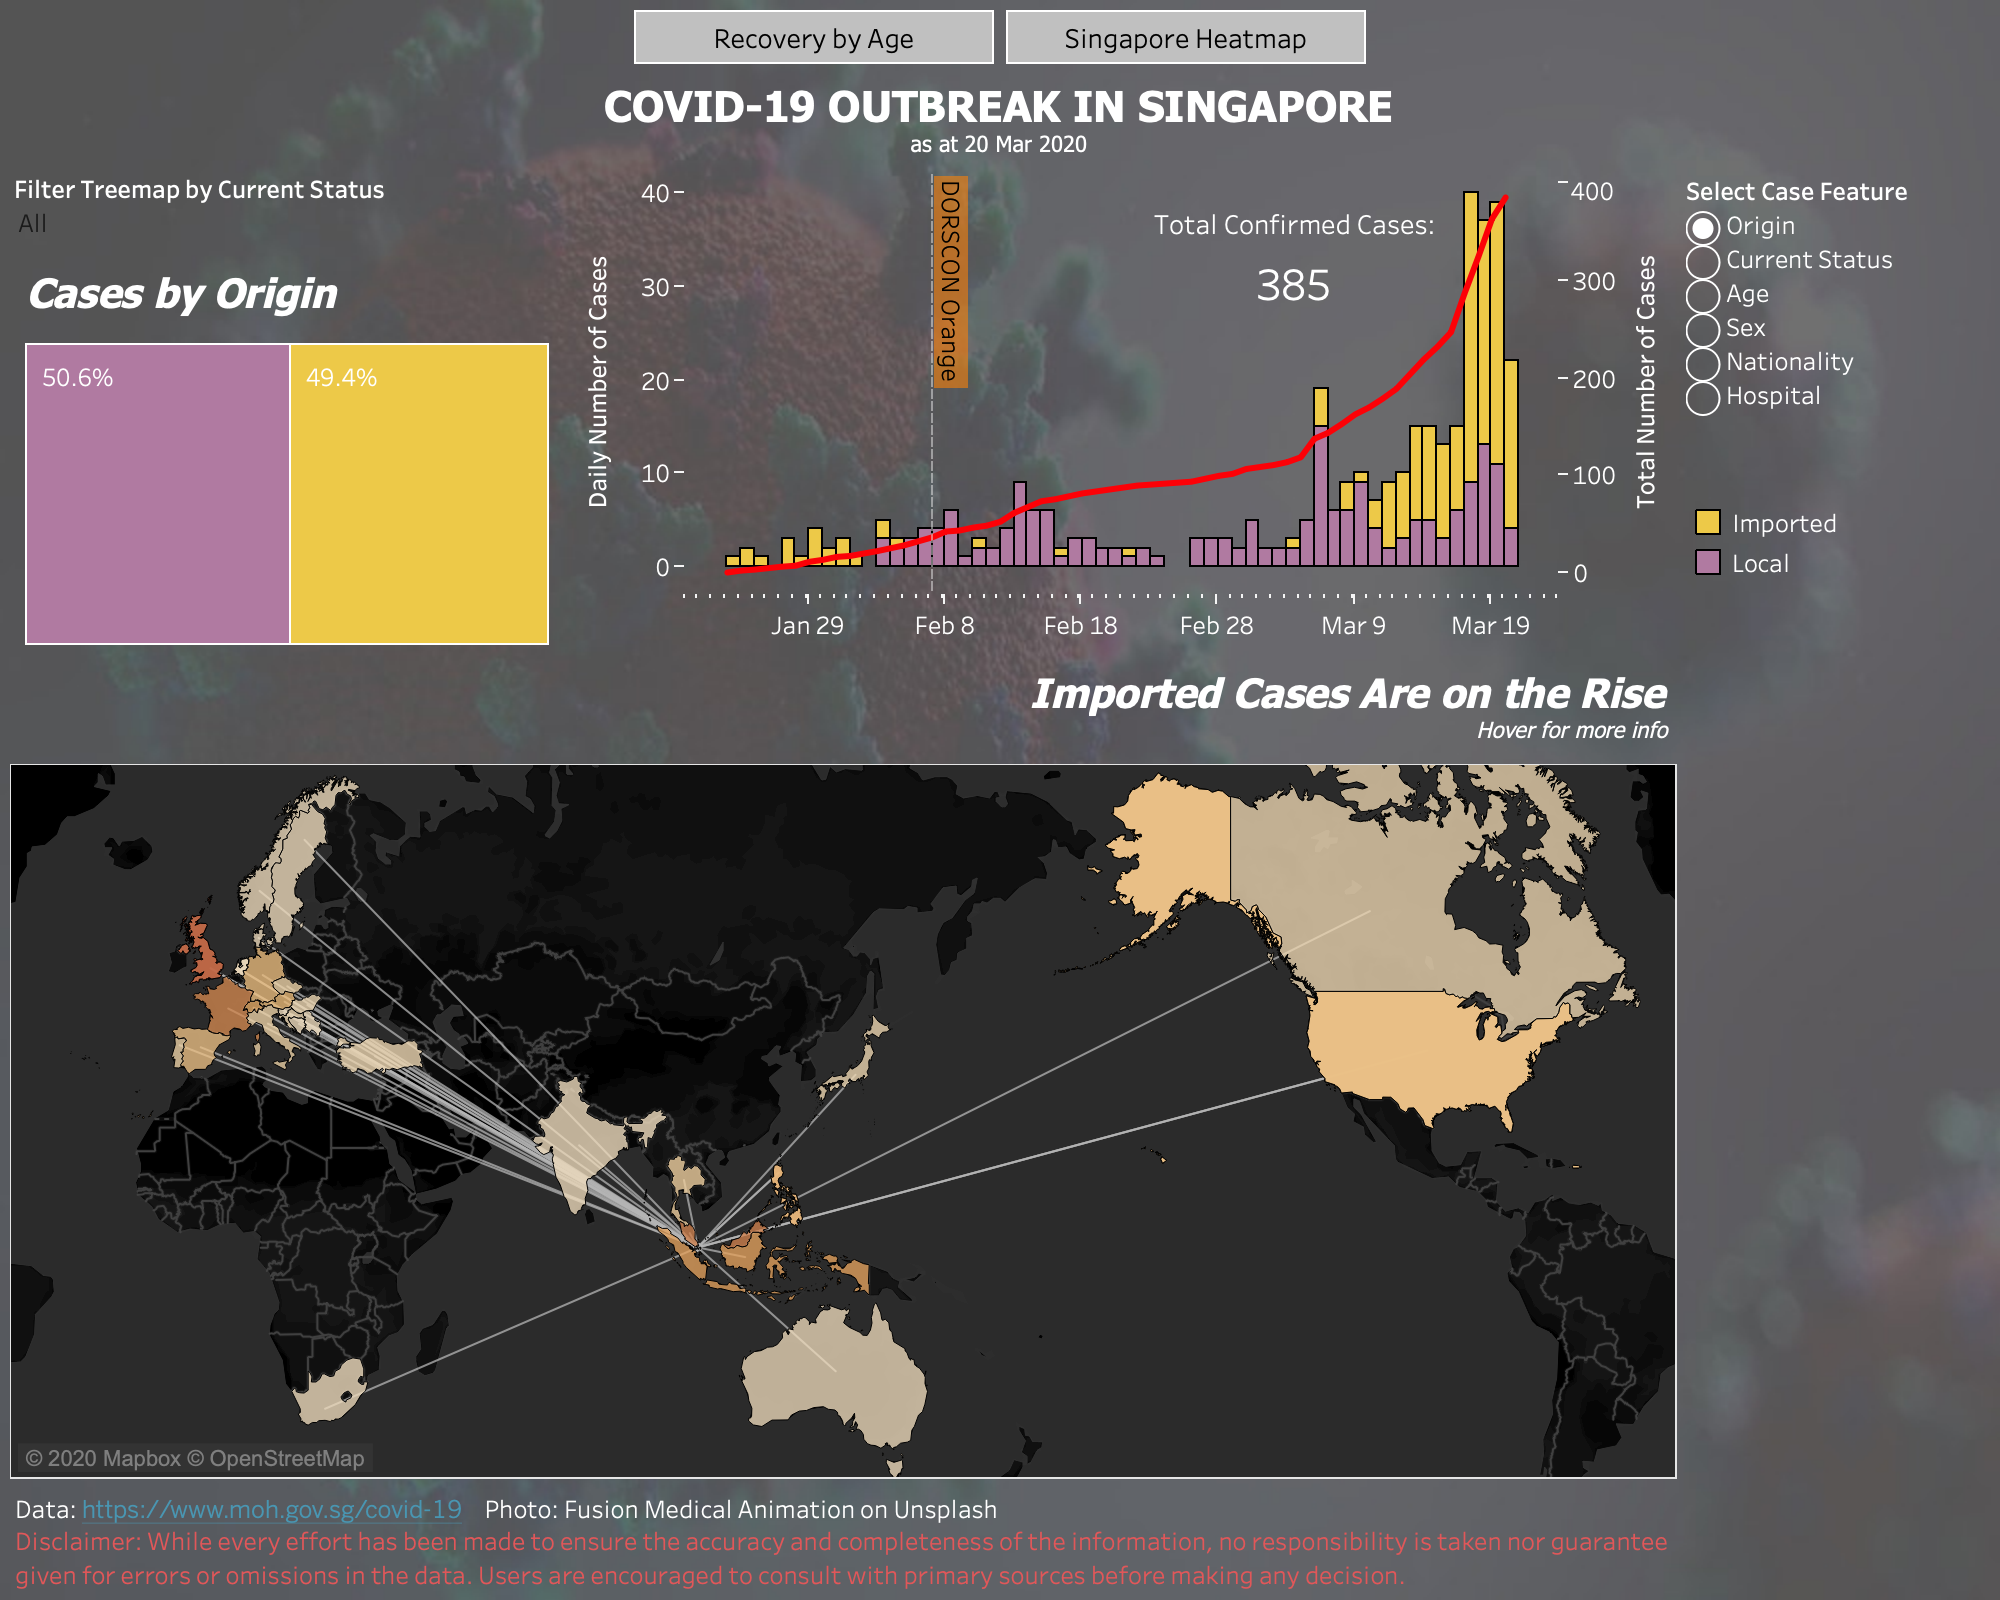 Recovery by Age
Singapore Heatmap
COVID-19 OUTBREAK IN SINGAPORE
as at 20 Mar 2020
Filter Treemap by Current Status
All
Cases by Origin
50.6%
49.4%
Daily Number of Cases
40
30
20
10
0
DORSCON Orange
Total Confirmed Cases:
385
400
300
200
100
0
Total Number of Cases
Jan 29
Feb 8
Feb 18
Feb 28
Mar 9
Mar 19
Select Case Feature
Origin
Current Status
Age
Sex
Nationality
Hospital
Imported
Local
Imported Cases Are on the Rise
Hover for more info
© 2020 Mapbox © OpenStreetMap
Data: https://www.moh.gov.sg/covid-19 Photo: Fusion Medical Animation on Unsplash
Disclaimer: While every effort has been made to ensure the accuracy and completeness of the information, no responsibility is taken nor guarantee
given for errors or omissions in the data. Users are encouraged to consult with primary sources before making any decision.